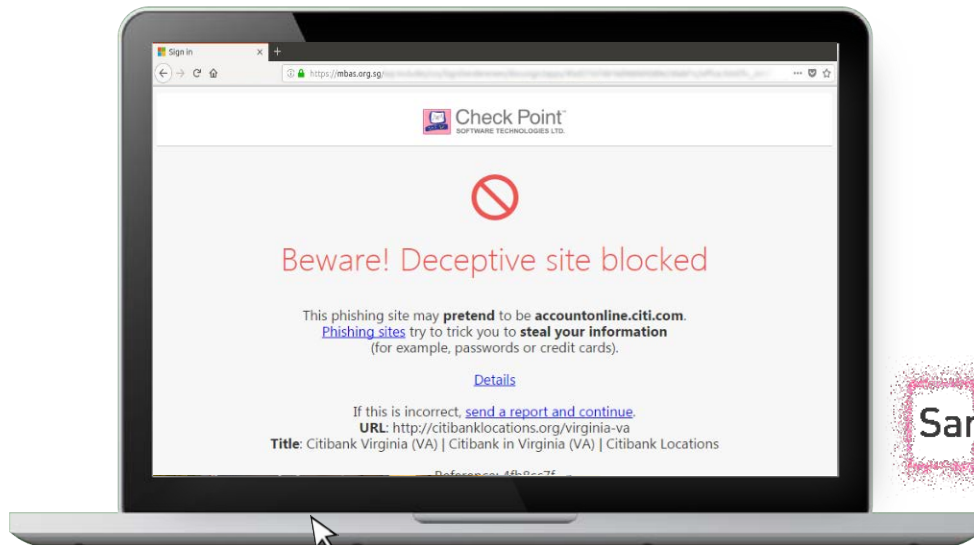 Sign in
https://mbas.org.sg
Check Point
SOFTWARE TECHNOLOGIES LTD.
Beware! Deceptive site blocked
This phishing site may pretend to be accountonline.citi.com.
Phishing sites try to trick you to steal your information
(for example, passwords or credit cards).
Details
If this is incorrect, send a report and continue.
URL: http://citibanklocations.org/virginia-va
Title: Citibank Virginia (VA) | Citibank in Virginia (VA) | Citibank Locations